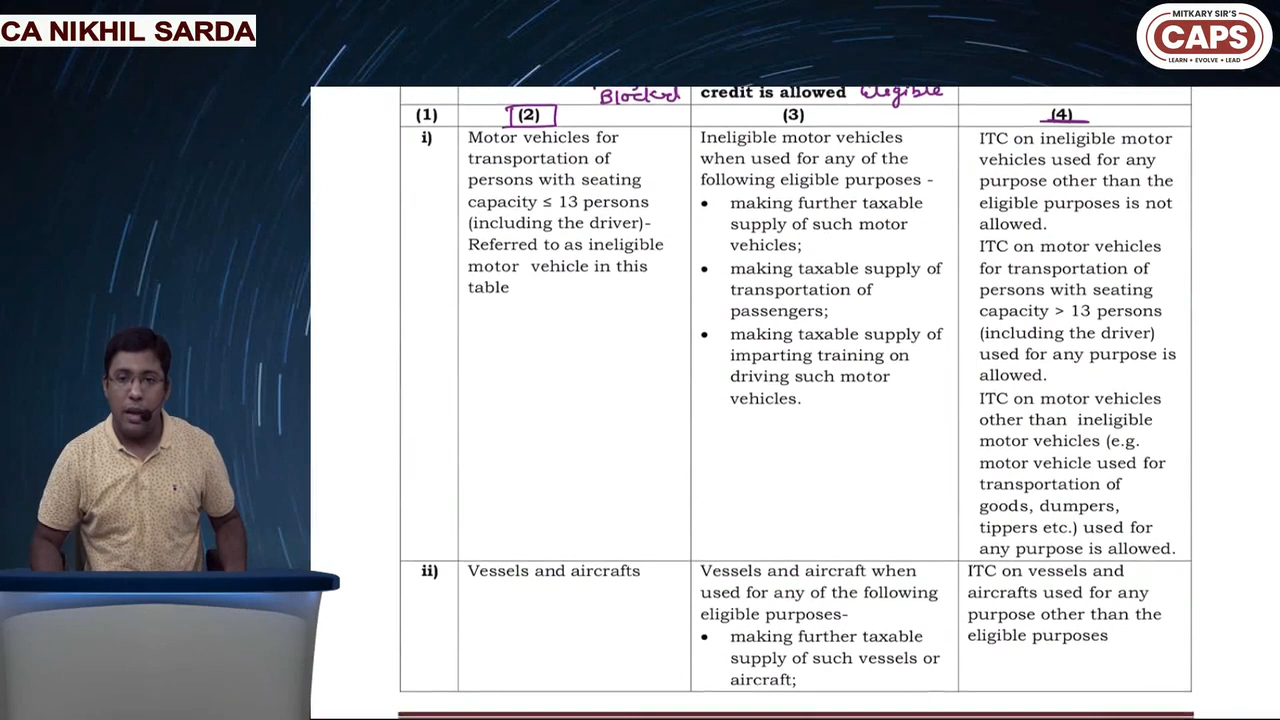 CA NIKHIL SARDA
MITKARY SIR'S
CAPS
LEARN • EVOLVE • LEAD
Blocked
credit is allowed Eligible
(1)
(2)
(3)
(4)
i)
Motor vehicles for
transportation of
persons with seating
capacity ≤ 13 persons
(including the driver)-
Referred to as ineligible
motor vehicle in this
table
Ineligible motor vehicles
when used for any of the
following eligible purposes -
• making further taxable
supply of such motor
vehicles;
• making taxable supply of
transportation of
passengers;
• making taxable supply of
imparting training on
driving such motor
vehicles.
ITC on ineligible motor
vehicles used for any
purpose other than the
eligible purposes is not
allowed.
ITC on motor vehicles
for transportation of
persons with seating
capacity > 13 persons
(including the driver)
used for any purpose is
allowed.
ITC on motor vehicles
other than ineligible
motor vehicles (e.g.
motor vehicle used for
transportation of
goods, dumpers,
tippers etc.) used for
any purpose is allowed.
ii)
Vessels and aircrafts
Vessels and aircraft when
used for any of the following
eligible purposes-
• making further taxable
supply of such vessels or
aircraft;
ITC on vessels and
aircrafts used for any
purpose other than the
eligible purposes